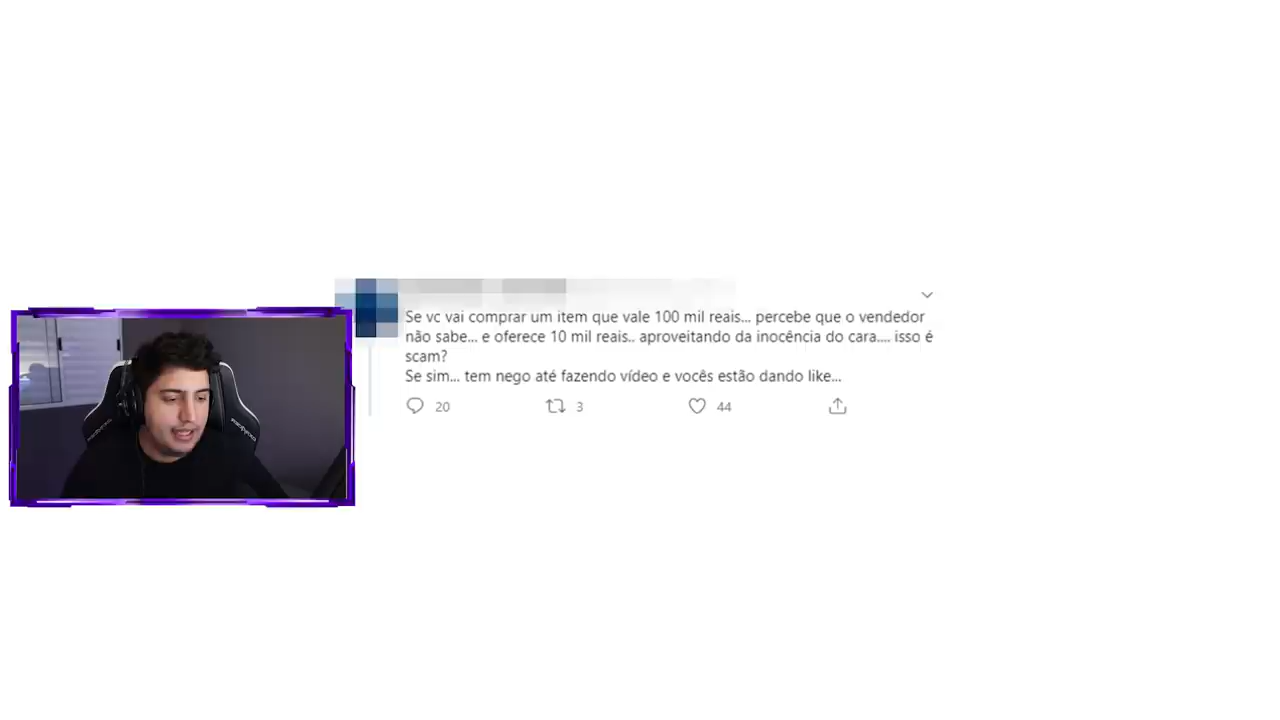 Se vc vai comprar um item que vale 100 mil reais... percebe que o vendedor
não sabe... e oferece 10 mil reais.. aproveitando da inocência do cara.... isso é
scam?
Se sim... tem nego até fazendo vídeo e vocês estão dando like...
20 3 44